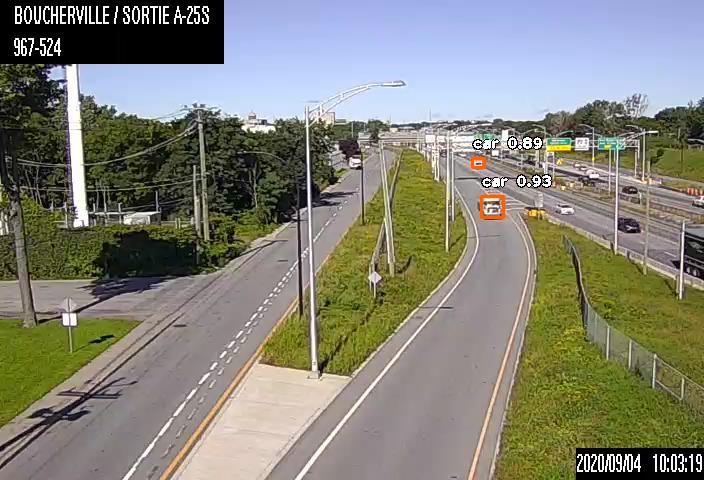 BOUCHERVILLE / SORTIE A-25S
967-524
car 0.89
car 0.93
2020/09/04 10:03:19